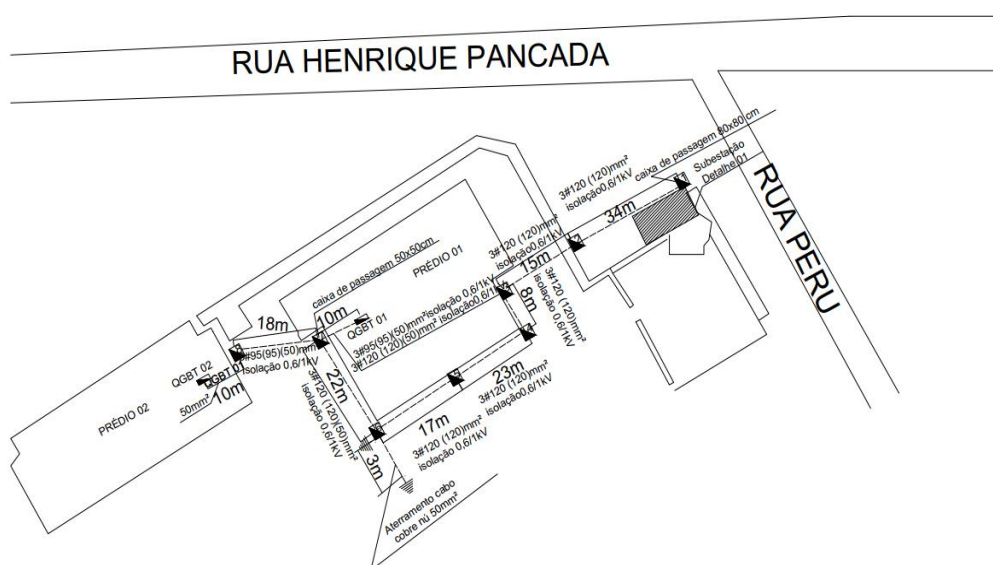 RUA HENRIQUE PANCADA
RUA PERU
caixa de passagem 80x80 cm
Subestação
Detalhe 01
3#120 (120)mm²
isolação0,6/1kV
34m
3#120 (120)mm²
isolação0,6/1kV
15m
3#120 (120)mm²
isolação 0,6/1kV
8m
PRÉDIO 01
caixa de passagem 50x50cm
3#95(95)(50)mm²isolação 0,6/1kV
3#120 (120)(50)mm² isolação 0,6/1kV
10m
QGBT 01
18m
3#95(95)(50)mm²
isolação 0,6/1kV
QGBT 02
QGBT 01
10m
50mm²
PRÉDIO 02
22m
3#120 (120)(50)mm²
isolação 0,6/1kV
23m
3#120 (120)mm²
isolação0,6/1kV
17m
3#120 (120)mm²
isolação 0,6/1kV
3m
Aterramento cabo
cobre nú 50mm²